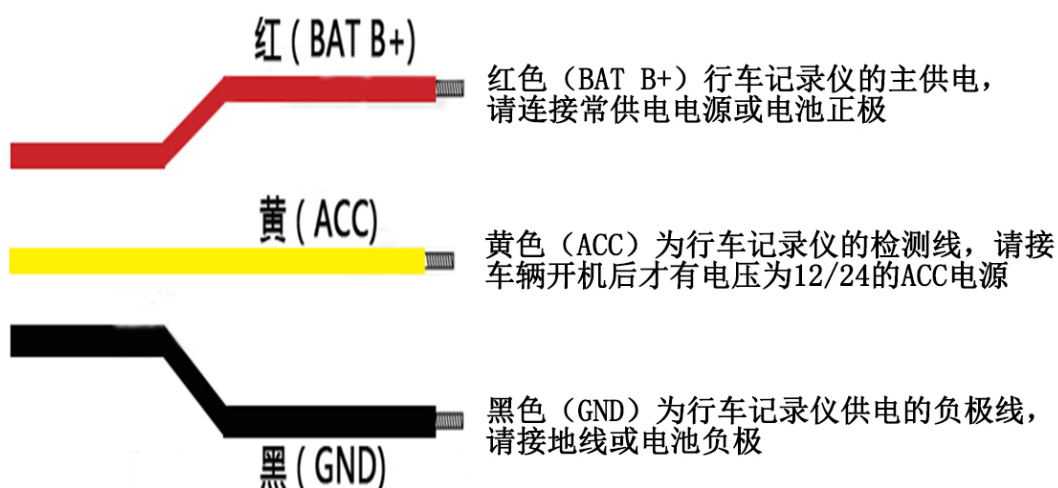 红 ( BAT B+)
红色（BAT B+）行车记录仪的主供电，
请连接常供电电源或电池正极
黄 ( ACC)
黄色（ACC）为行车记录仪的检测线，请接
车辆开机后才有电压为12/24的ACC电源
黑色（GND）为行车记录仪供电的负极线，
请接地线或电池负极
黑 ( GND)